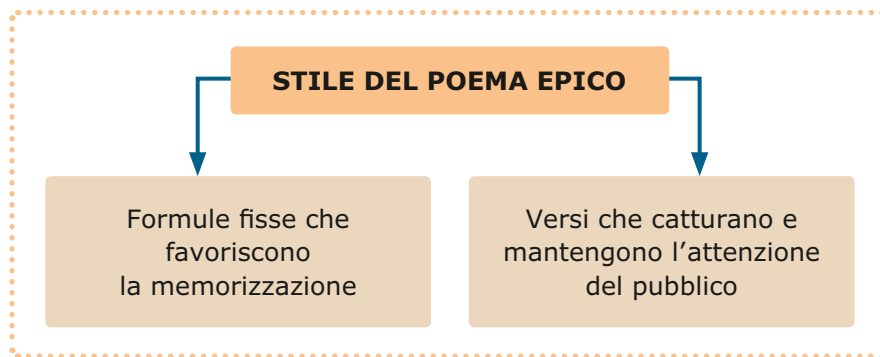 STILE DEL POEMA EPICO
Formule fisse che
favoriscono
la memorizzazione
Versi che catturano e
mantengono l’attenzione
del pubblico